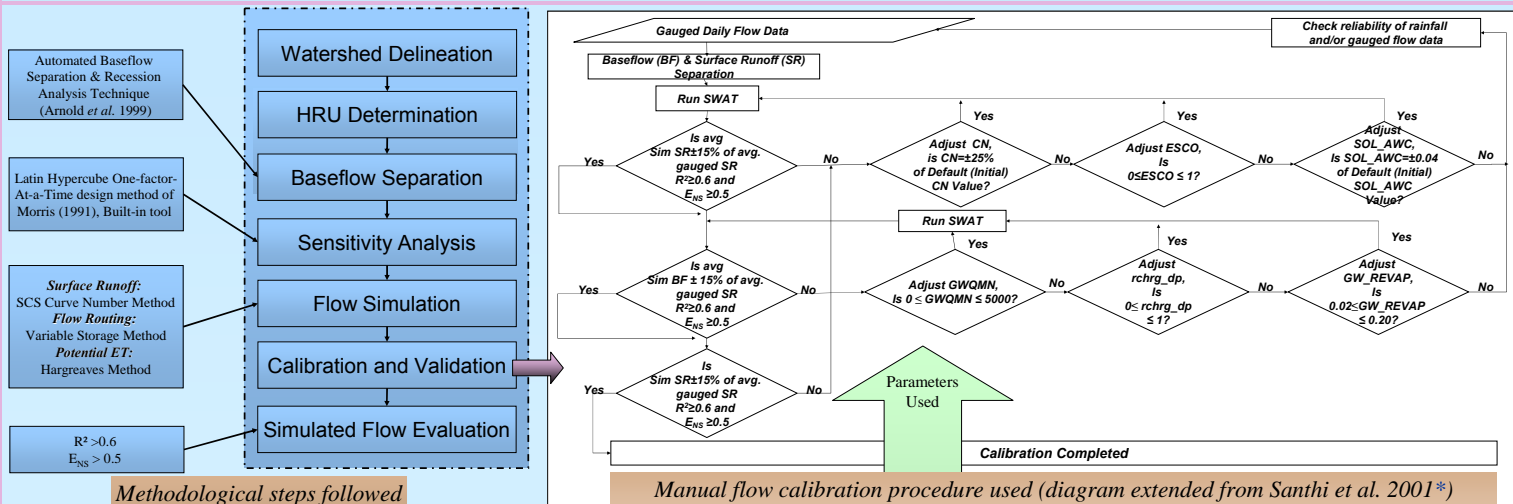 Automated Baseflow
Separation & Recession
Analysis Technique
(Arnold et al. 1999)
Latin Hypercube One-factor-
At-a-Time design method of
Morris (1991), Built-in tool
Surface Runoff:
SCS Curve Number Method
Flow Routing:
Variable Storage Method
Potential ET:
Hargreaves Method
R² >0.6
E_NS > 0.5
Watershed Delineation
HRU Determination
Baseflow Separation
Sensitivity Analysis
Flow Simulation
Calibration and Validation
Simulated Flow Evaluation
Methodological steps followed
Gauged Daily Flow Data
Check reliability of rainfall
and/or gauged flow data
Baseflow (BF) & Surface Runoff (SR)
Separation
Run SWAT
Is avg
Sim SR±15% of avg.
gauged SR
R²≥0.6 and
E_NS ≥0.5
Yes
No
Adjust CN,
is CN=±25%
of Default (Initial)
CN Value?
Yes
No
Adjust ESCO,
Is
0≤ESCO ≤ 1?
Yes
No
Adjust
SOL_AWC,
Is SOL_AWC=±0.04
of Default (Initial)
SOL_AWC
Value?
Yes
No
Run SWAT
Is avg
Sim BF ± 15% of avg.
gauged SR
R²≥0.6 and
E_NS ≥0.5
Yes
No
Adjust GWQMN,
Is 0 ≤ GWQMN ≤ 5000?
Yes
No
Adjust
rchrg_dp,
Is
0≤ rchrg_dp
≤ 1?
Yes
No
Adjust
GW_REVAP,
Is
0.02≤GW_REVAP
≤ 0.20?
Yes
No
Is
Sim SR±15% of avg.
gauged SR
R²≥0.6 and
E_NS ≥0.5
Yes
No
Parameters
Used
Calibration Completed
Manual flow calibration procedure used (diagram extended from Santhi et al. 2001*)